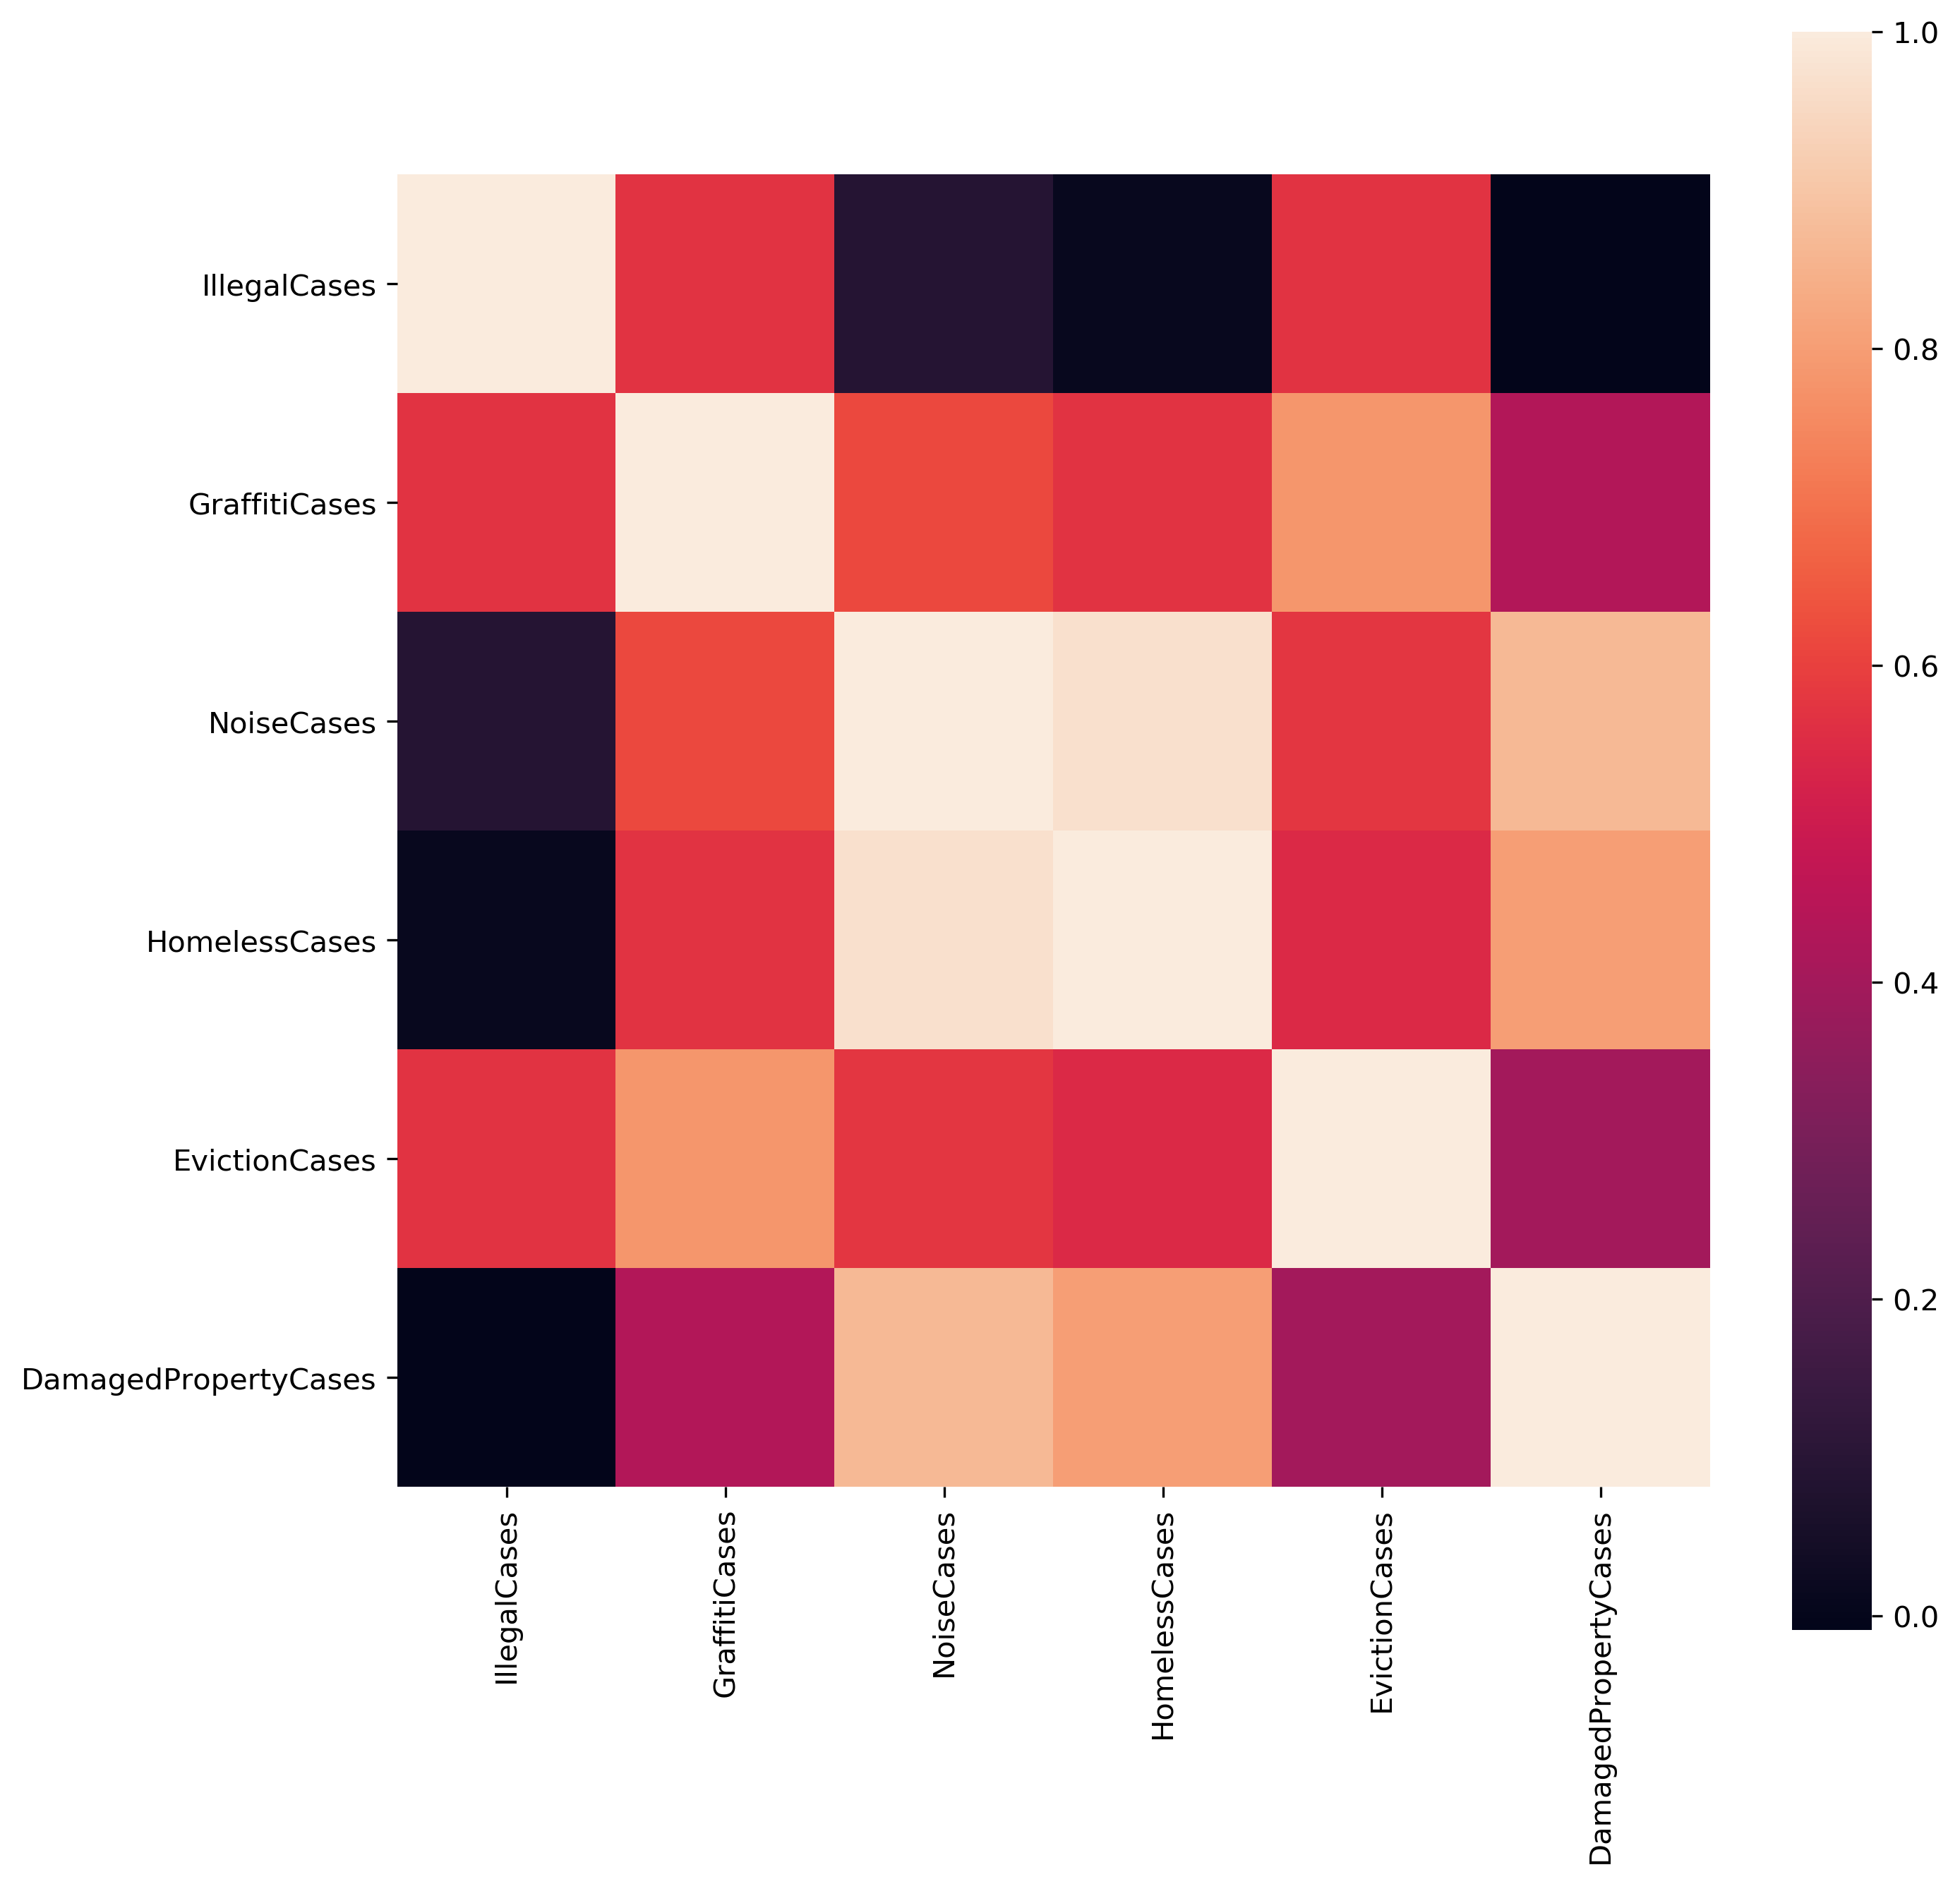 1.0
0.8
0.6
0.4
0.2
0.0
IllegalCases
GraffitiCases
NoiseCases
HomelessCases
EvictionCases
DamagedPropertyCases
IllegalCases
GraffitiCases
NoiseCases
HomelessCases
EvictionCases
DamagedPropertyCases